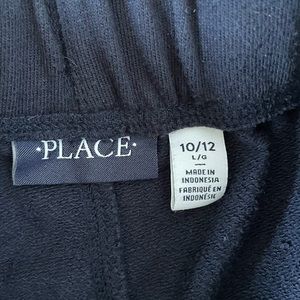 ·PLACE·
10/12
L/G
MADE IN
INDONESIA
FABRIQUÉ EN
INDONÉSIE